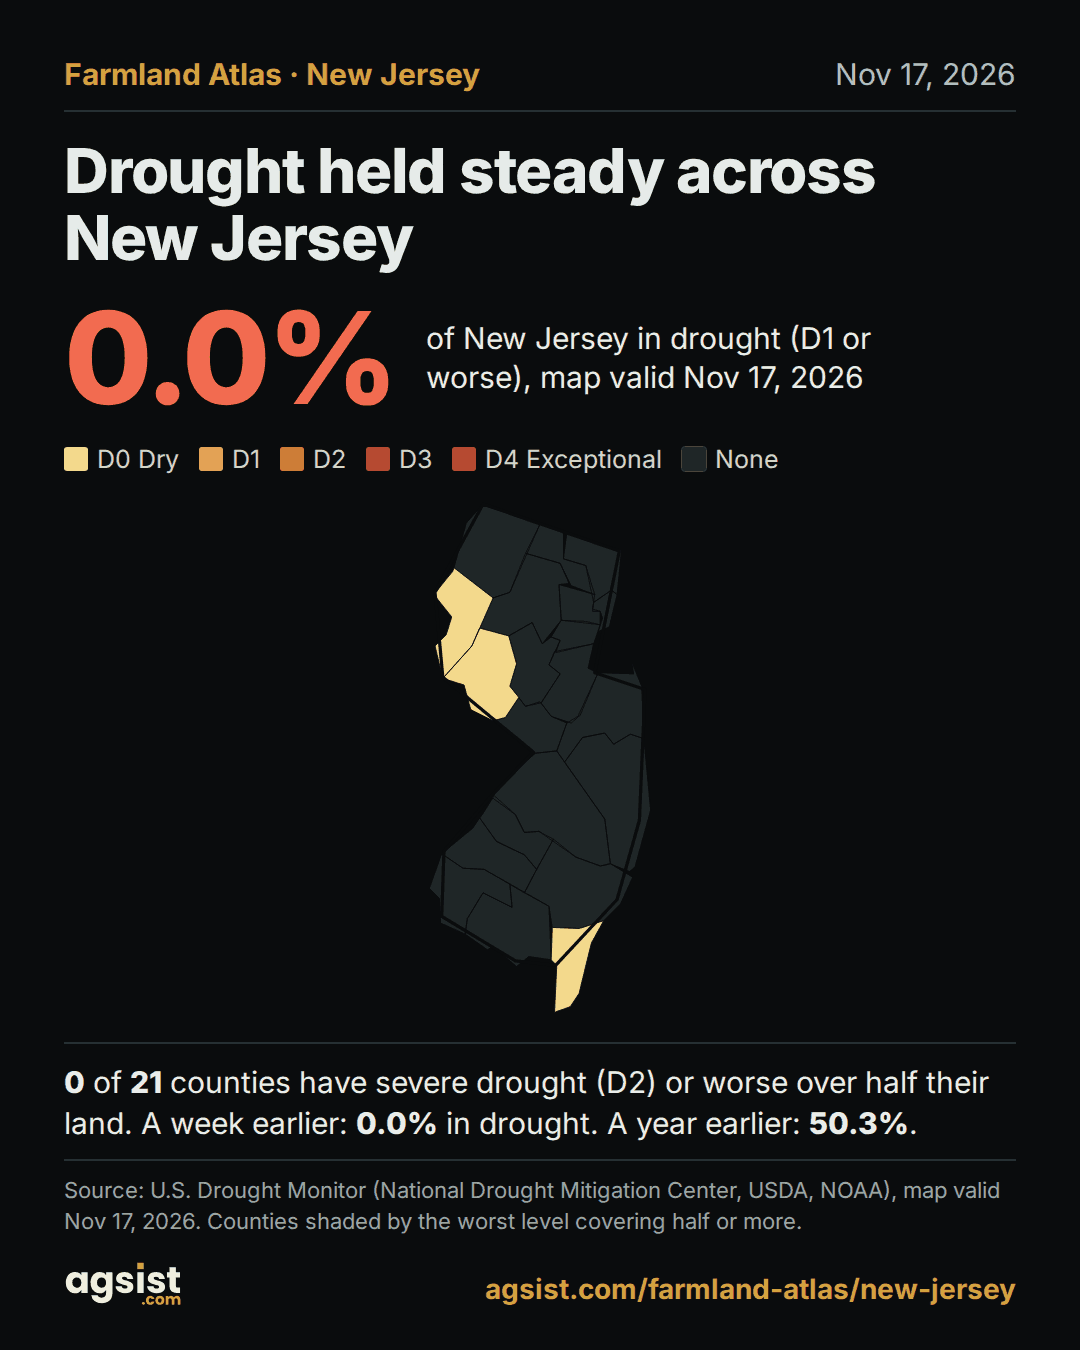 Farmland Atlas · New Jersey
Nov 17, 2026
Drought held steady across
New Jersey
0.0%
of New Jersey in drought (D1 or
worse), map valid Nov 17, 2026
D0 Dry D1 D2 D3 D4 Exceptional None
0 of 21 counties have severe drought (D2) or worse over half their
land. A week earlier: 0.0% in drought. A year earlier: 50.3%.
Source: U.S. Drought Monitor (National Drought Mitigation Center, USDA, NOAA), map valid
Nov 17, 2026. Counties shaded by the worst level covering half or more.
agsist
.com
agsist.com/farmland-atlas/new-jersey